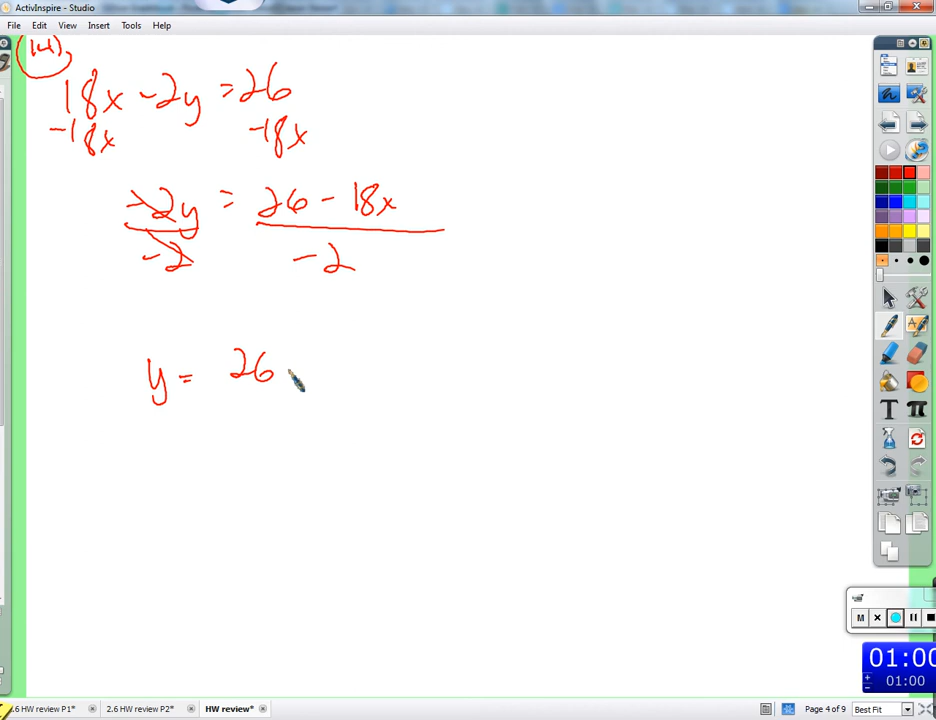 ActivInspire - Studio
File Edit View Insert Tools Help
14
18x - 2y = 26
-18x -18x
-2y = 26 - 18x
-2 -2
y = 26
M
01:00
01:00
2.6 HW review P1* 2.6 HW review P2* HW review* Page 4 of 9 Best Fit